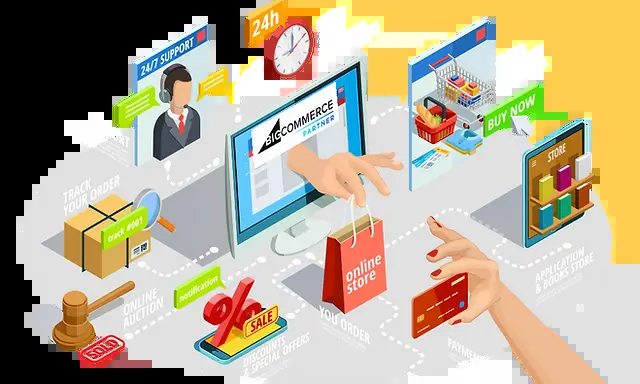 24h
24/7 SUPPORT
BIGCOMMERCE
PARTNER
BUY NOW
STORE
TRACK
YOUR ORDER
track #001
online
store
notification
ONLINE
AUCTION
SALE
SOLD
YOU ORDER
DISCOUNTS
SPECIAL OFFERS
PAYMEN
APPLICATION
& BOOKS STORE